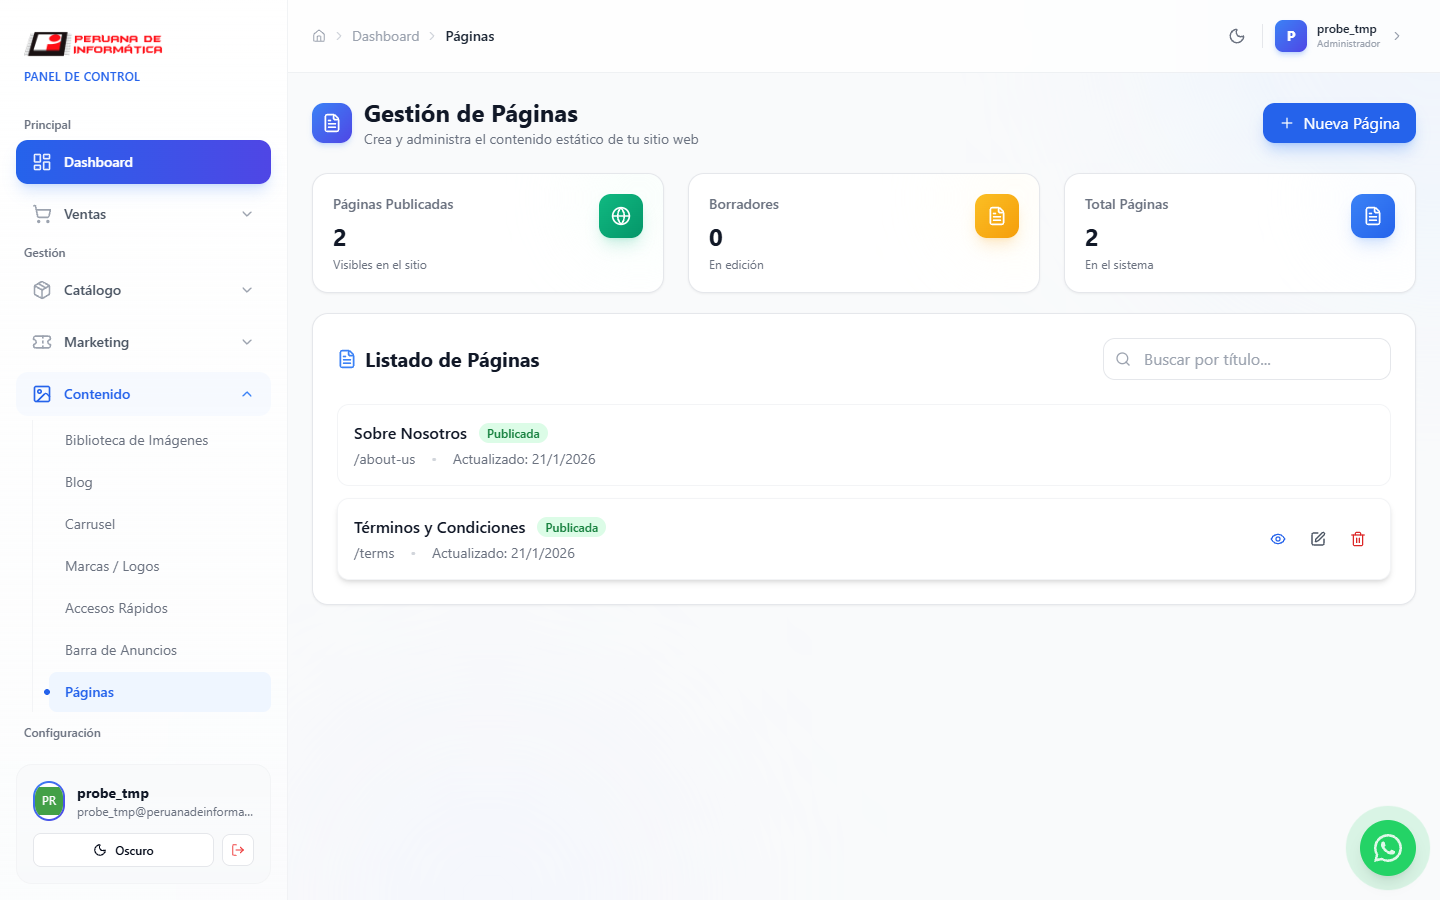 PERUANA DE
INFORMÁTICA
PANEL DE CONTROL
Principal
Dashboard
Ventas
Gestión
Catálogo
Marketing
Contenido
Biblioteca de Imágenes
Blog
Carrusel
Marcas / Logos
Accesos Rápidos
Barra de Anuncios
Páginas
Configuración
PR
probe_tmp
probe_tmp@peruanadeinforma...
Oscuro
Dashboard
Páginas
P
probe_tmp
Administrador
Gestión de Páginas
Crea y administra el contenido estático de tu sitio web
Nueva Página
Páginas Publicadas
2
Visibles en el sitio
Borradores
0
En edición
Total Páginas
2
En el sistema
Listado de Páginas
Buscar por título...
Sobre Nosotros Publicada
/about-us • Actualizado: 21/1/2026
Términos y Condiciones Publicada
/terms • Actualizado: 21/1/2026